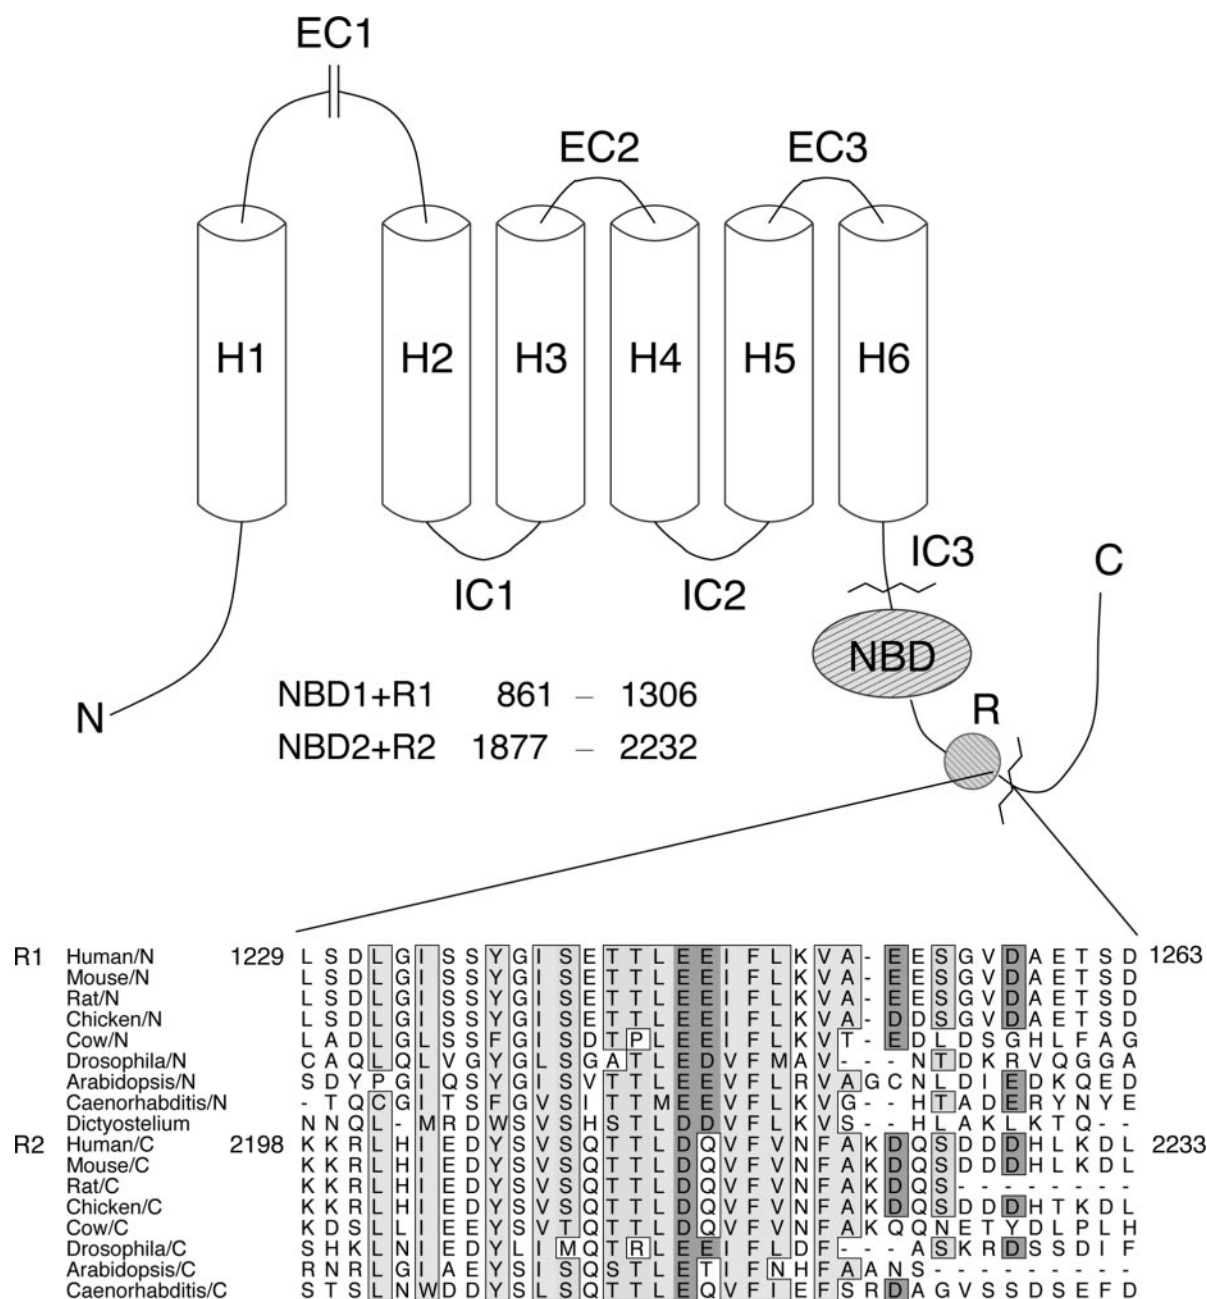 EC1
EC2 EC3
H1 H2 H3 H4 H5 H6
IC3 C
IC1 IC2
NBD
NBD1+R1 861 – 1306
N R
NBD2+R2 1877 – 2232
R1 Human/N 1229 L S D L G I S S Y G I S E T T L E E I F L K V A - E E S G V D A E T S D 1263
Mouse/N L S D L G I S S Y G I S E T T L E E I F L K V A - E E S G V D A E T S D
Rat/N L S D L G I S S Y G I S E T T L E E I F L K V A - E E S G V D A E T S D
Chicken/N L S D L G I S S Y G I S E T T L E E I F L K V A - D D S G V D A E T S D
Cow/N L A D L G L S S F G I S D T P L E E I F L K V T - E D L D S G H L F A G
Drosophila/N C A Q L Q L V G Y G L S G A T L E D V F M A V - - - N T D K R V Q G G A
Arabidopsis/N S D Y P G I Q S Y G I S V T T L E E V F L R V A G C N L D I E D K Q E D
Caenorhabditis/N - T Q C G I T S F G V S I T T M E E V F L K V G - - H T A D E R Y N Y E
Dictyostelium N N Q L - M R D W S V S H S T L D D V F L K V S - - H L A K L K T Q - -
R2 Human/C 2198 K K R L H I E D Y S V S Q T T L D Q V F V N F A K D Q S D D D H L K D L 2233
Mouse/C K K R L H I E D Y S V S Q T T L D Q V F V N F A K D Q S D D D H L K D L
Rat/C K K R L H I E D Y S V S Q T T L D Q V F V N F A K D Q S - - - - - - - -
Chicken/C K K R L H I E D Y S V S Q T T L D Q V F V N F A K D Q S D D D H T K D L
Cow/C K D S L L I E E Y S V T Q T T L D Q V F V N F A K Q Q N E T Y D L P L H
Drosophila/C S H K L N I E D Y L I M Q T R L E E I F L D F - - - A S K R D S S D I F
Arabidopsis/C R N R L G I A E Y S I S Q S T L E T I F N H F A A N S - - - - - - - - -
Caenorhabditis/C S T S L N W D D Y S L S Q T T L E Q V F I E F S R D A G V S S D S E F D